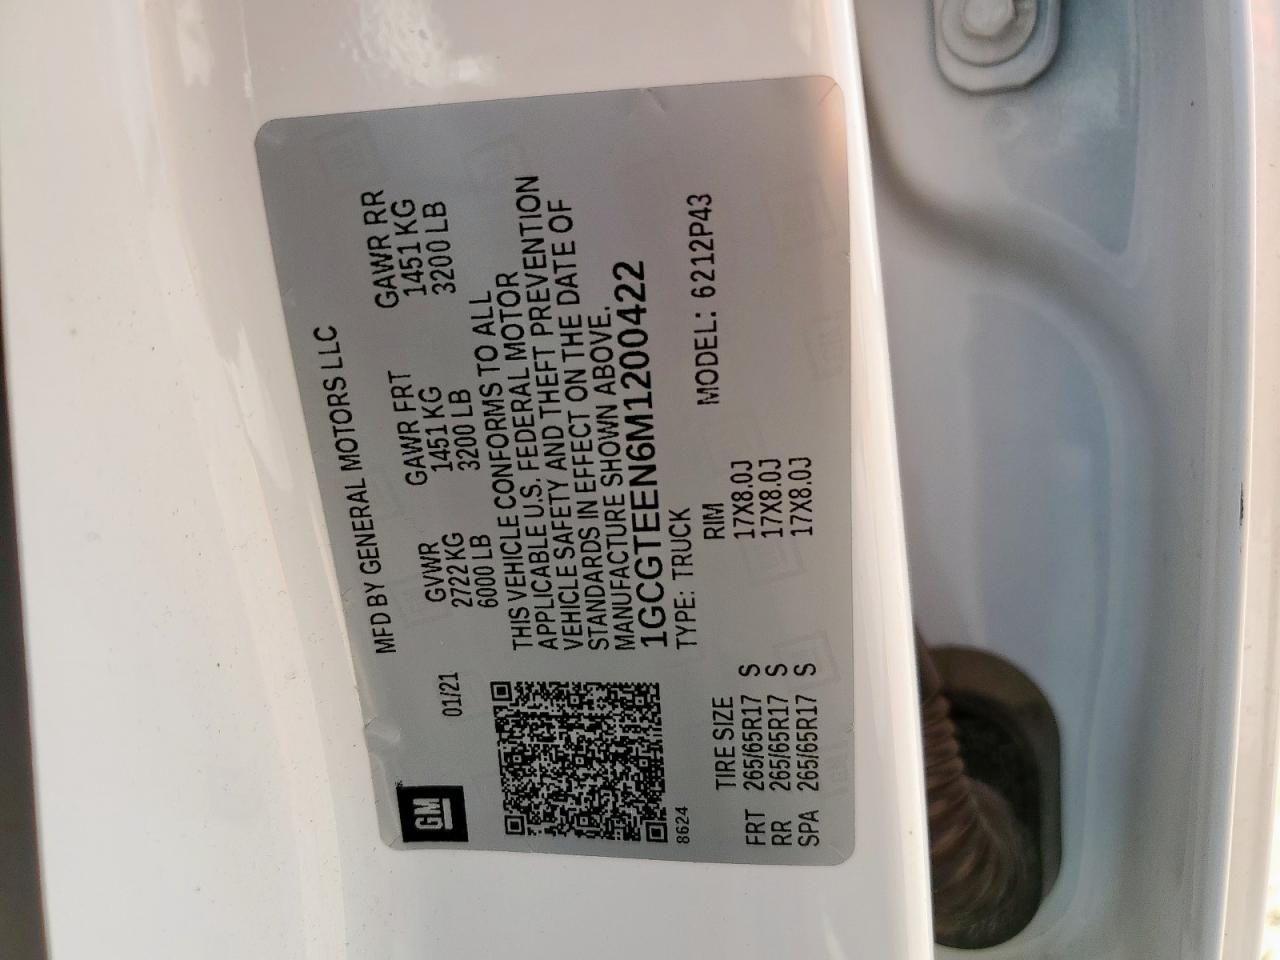 GM
MFD BY GENERAL MOTORS LLC
01/21
GVWR GAWR FRT GAWR RR
2722 KG 1451 KG 1451 KG
6000 LB 3200 LB 3200 LB
THIS VEHICLE CONFORMS TO ALL
APPLICABLE U.S. FEDERAL MOTOR
VEHICLE SAFETY AND THEFT PREVENTION
STANDARDS IN EFFECT ON THE DATE OF
MANUFACTURE SHOWN ABOVE.
1GCGTEEN6M1200422
8624
TYPE: TRUCK MODEL: 6212P43
TIRE SIZE RIM
FRT 265/65R17 S 17X8.0J
RR 265/65R17 S 17X8.0J
SPA 265/65R17 S 17X8.0J